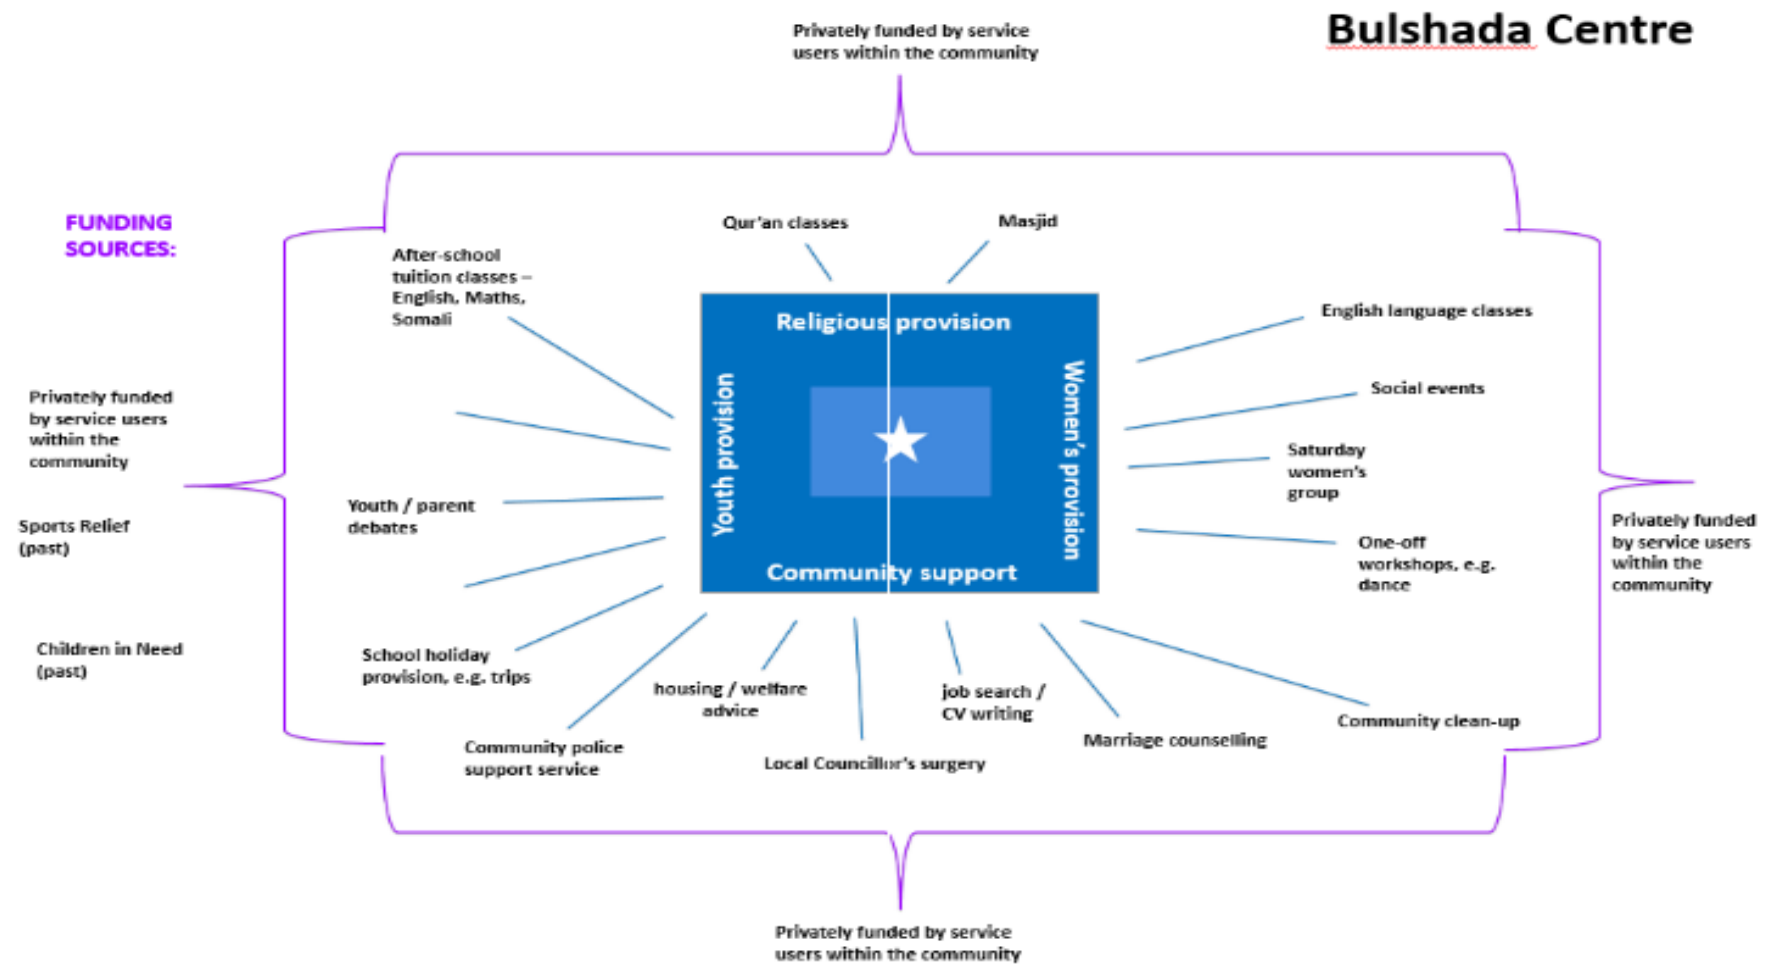 Bulshada Centre
Privately funded by service
users within the community
FUNDING
SOURCES:
Qur'an classes
Masjid
After-school
tuition classes –
English, Maths,
Somali
English language classes
Religious provision
Youth provision
Women's provision
Community support
Social events
Privately funded
by service users
within the
community
Saturday
women's
group
Youth / parent
debates
Sports Relief
(past)
One-off
workshops, e.g.
dance
Privately funded
by service users
within the
community
Children in Need
(past)
School holiday
provision, e.g. trips
housing / welfare
advice
job search /
CV writing
Community clean-up
Marriage counselling
Community police
support service
Local Councillor's surgery
Privately funded by service
users within the community